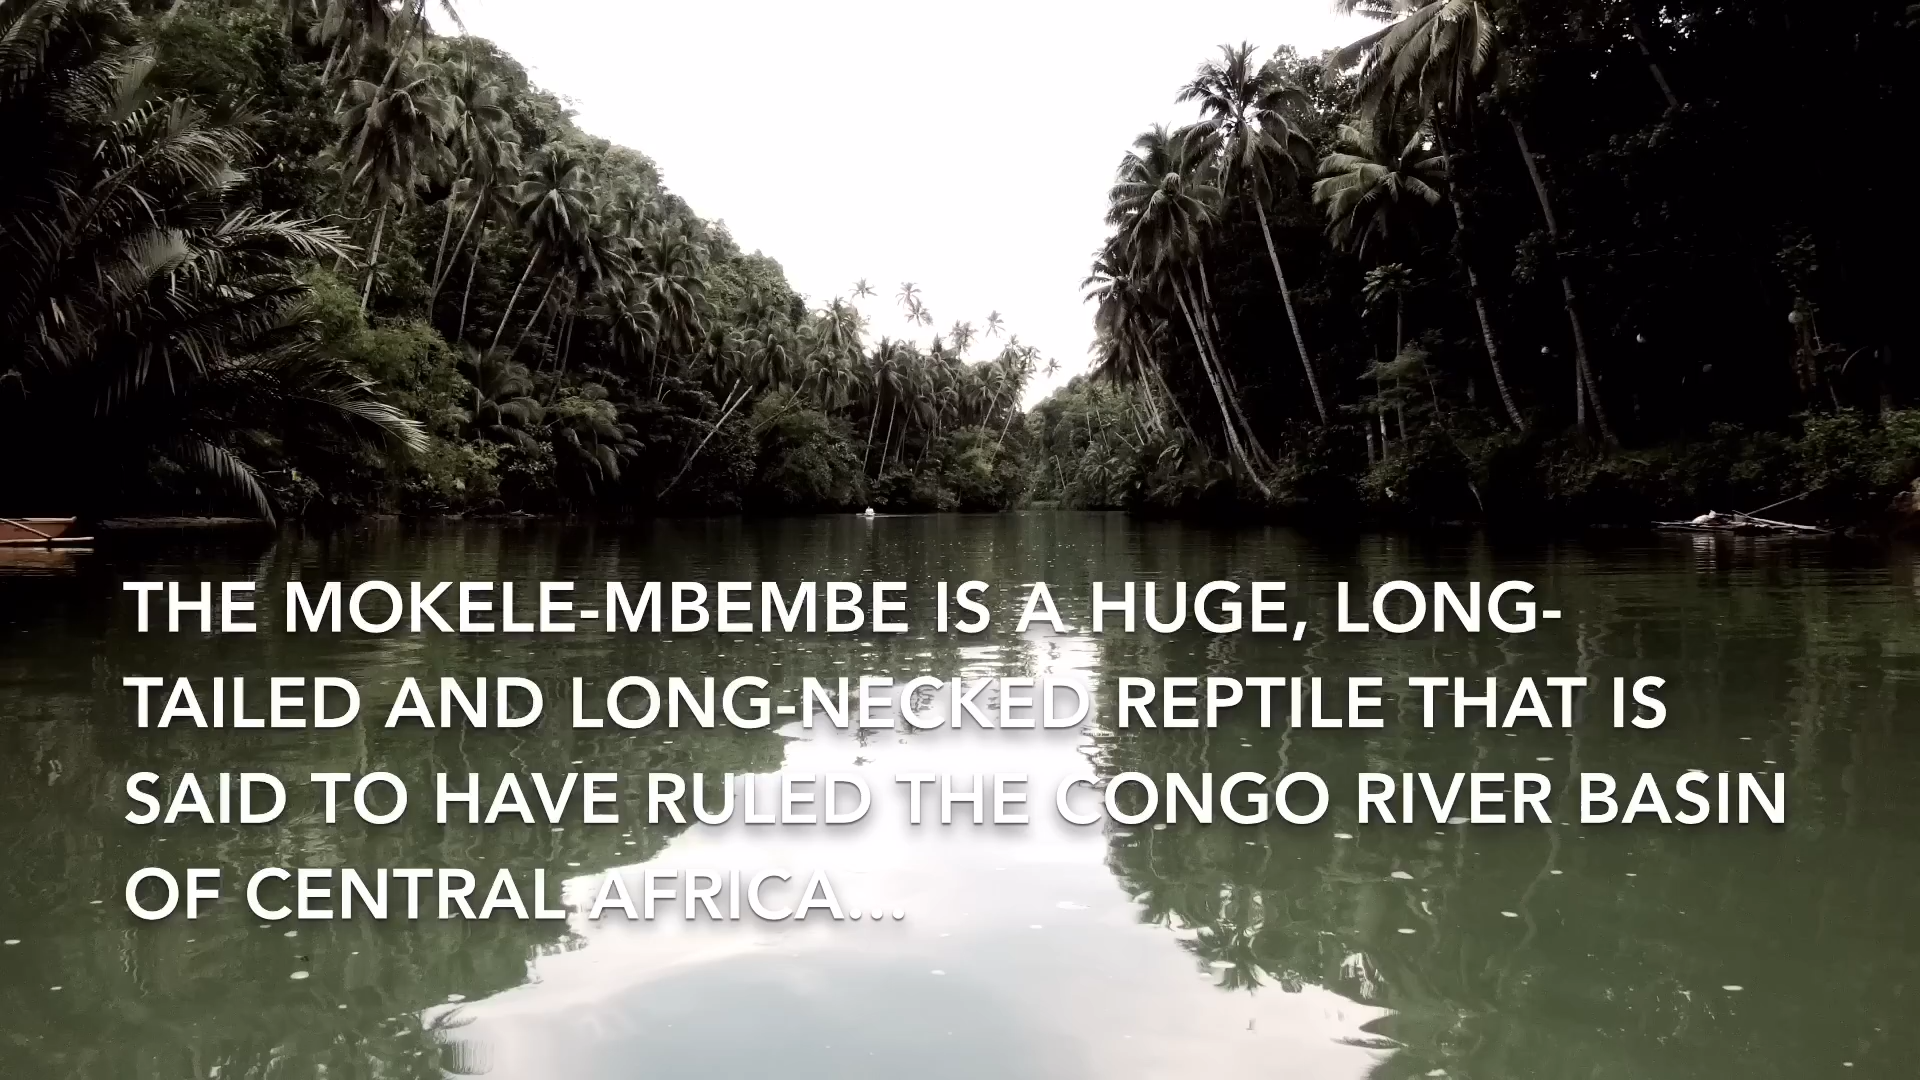 THE MOKELE-MBEMBE IS A HUGE, LONG-
TAILED AND LONG-NECKED REPTILE THAT IS
SAID TO HAVE RULED THE CONGO RIVER BASIN
OF CENTRAL AFRICA...